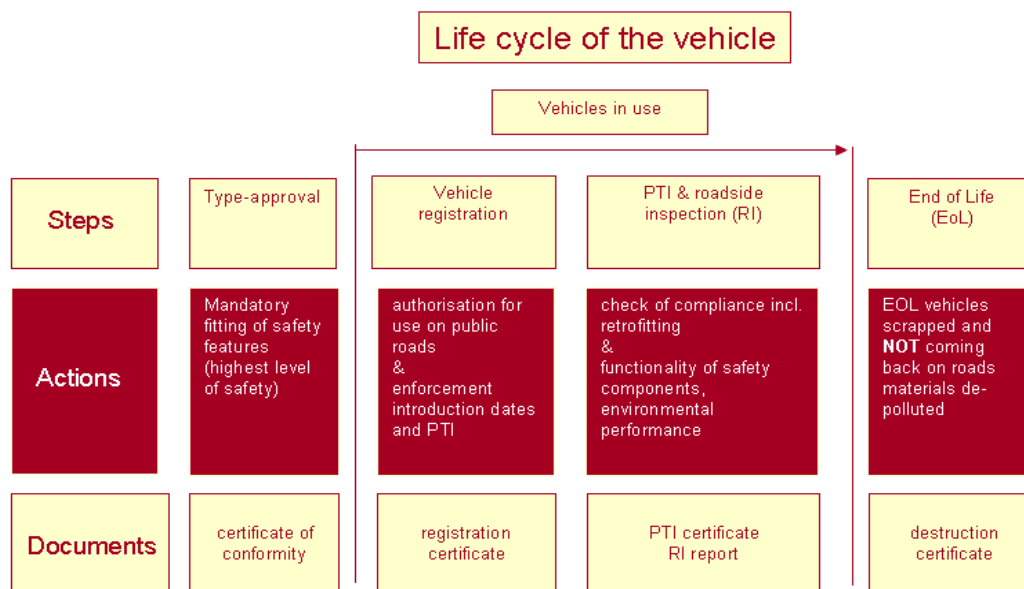 Life cycle of the vehicle
Vehicles in use
Steps
Type-approval
Vehicle
registration
PTI & roadside
inspection (RI)
End of Life
(EoL)
Actions
Mandatory
fitting of safety
features
(highest level
of safety)
authorisation for
use on public
roads
&
enforcement
introduction dates
and PTI
check of compliance incl.
retrofitting
&
functionality of safety
components,
environmental
performance
EOL vehicles
scrapped and
NOT coming
back on roads
materials de-
polluted
Documents
certificate of
conformity
registration
certificate
PTI certificate
RI report
destruction
certificate